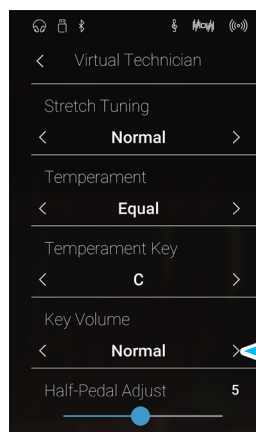 Virtual Technician
Stretch Tuning
Normal
Temperament
Equal
Temperament Key
C
Key Volume
Normal
Half-Pedal Adjust 5